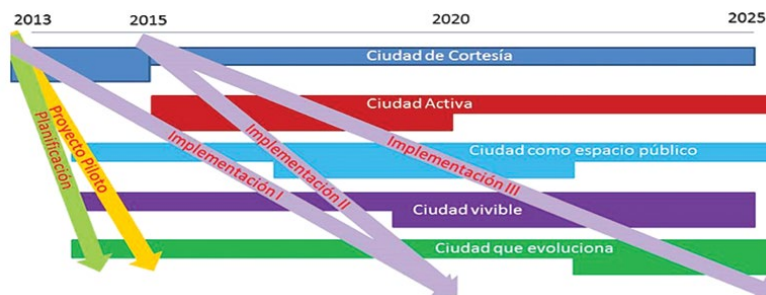 2013 2015 2020 2025
Ciudad de Cortesía
Ciudad Activa
Ciudad como espacio público
Ciudad vivible
Ciudad que evoluciona
Planificación
Proyecto Piloto
Implementación I
Implementación II
Implementación III